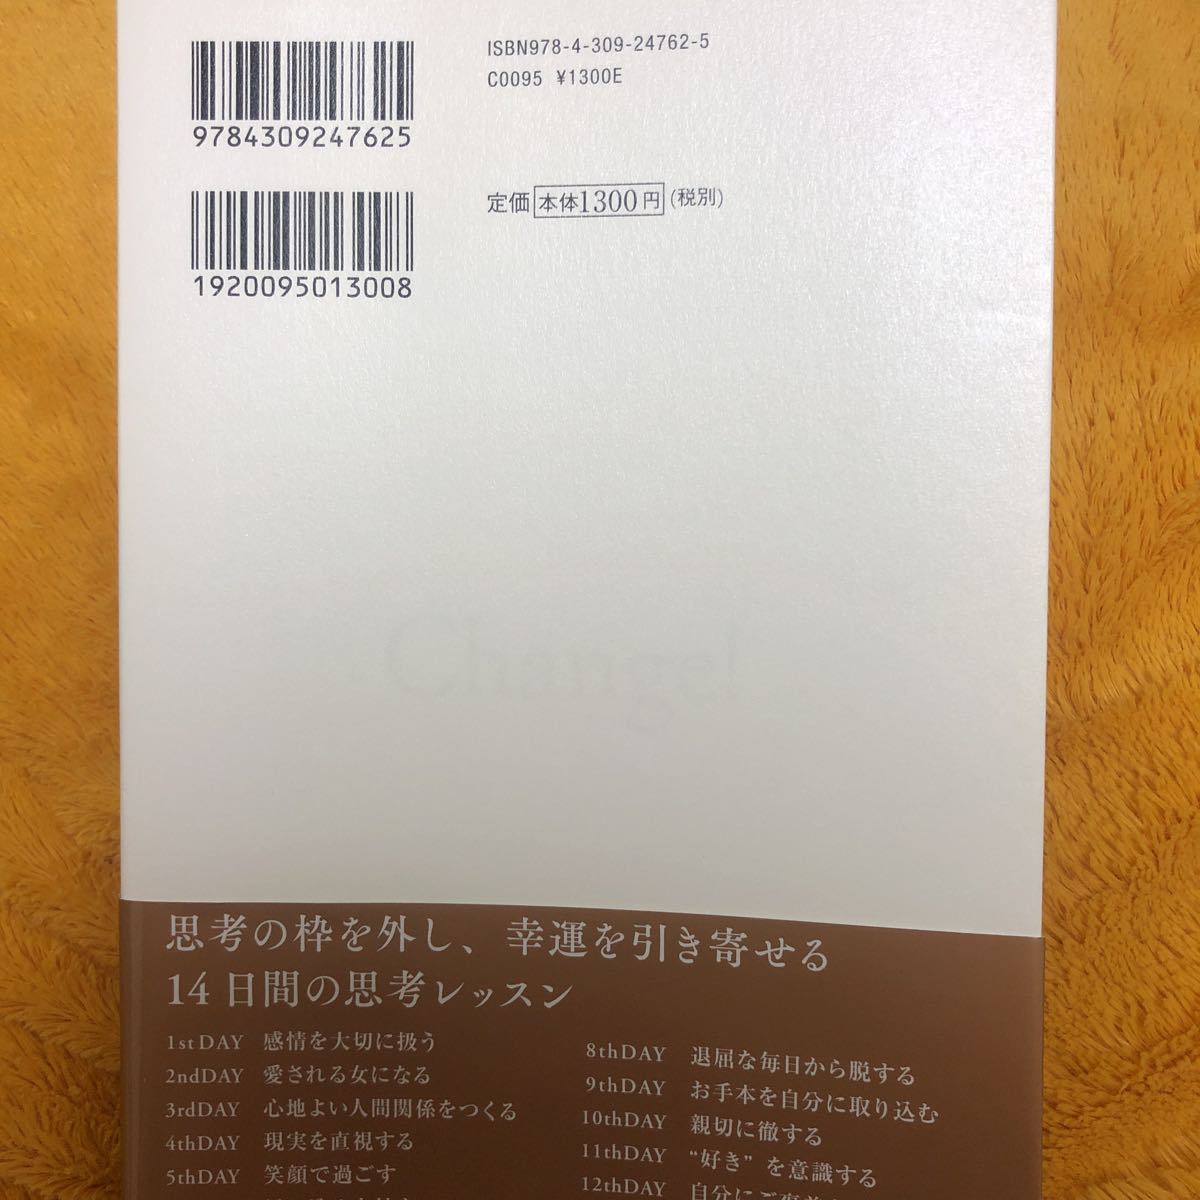 ISBN978-4-309-24762-5
C0095 ¥1300E
9784309247625
定価 本体1300円 (税別)
1920095013008
Change!
思考の枠を外し、幸運を引き寄せる
14日間の思考レッスン
1stDAY 感情を大切に扱う
2ndDAY 愛される女になる
3rdDAY 心地よい人間関係をつくる
4thDAY 現実を直視する
5thDAY 笑顔で過ごす
8thDAY 退屈な毎日から脱する
9thDAY お手本を自分に取り込む
10thDAY 親切に徹する
11thDAY “好き”を意識する
12thDAY 自分にご褒美